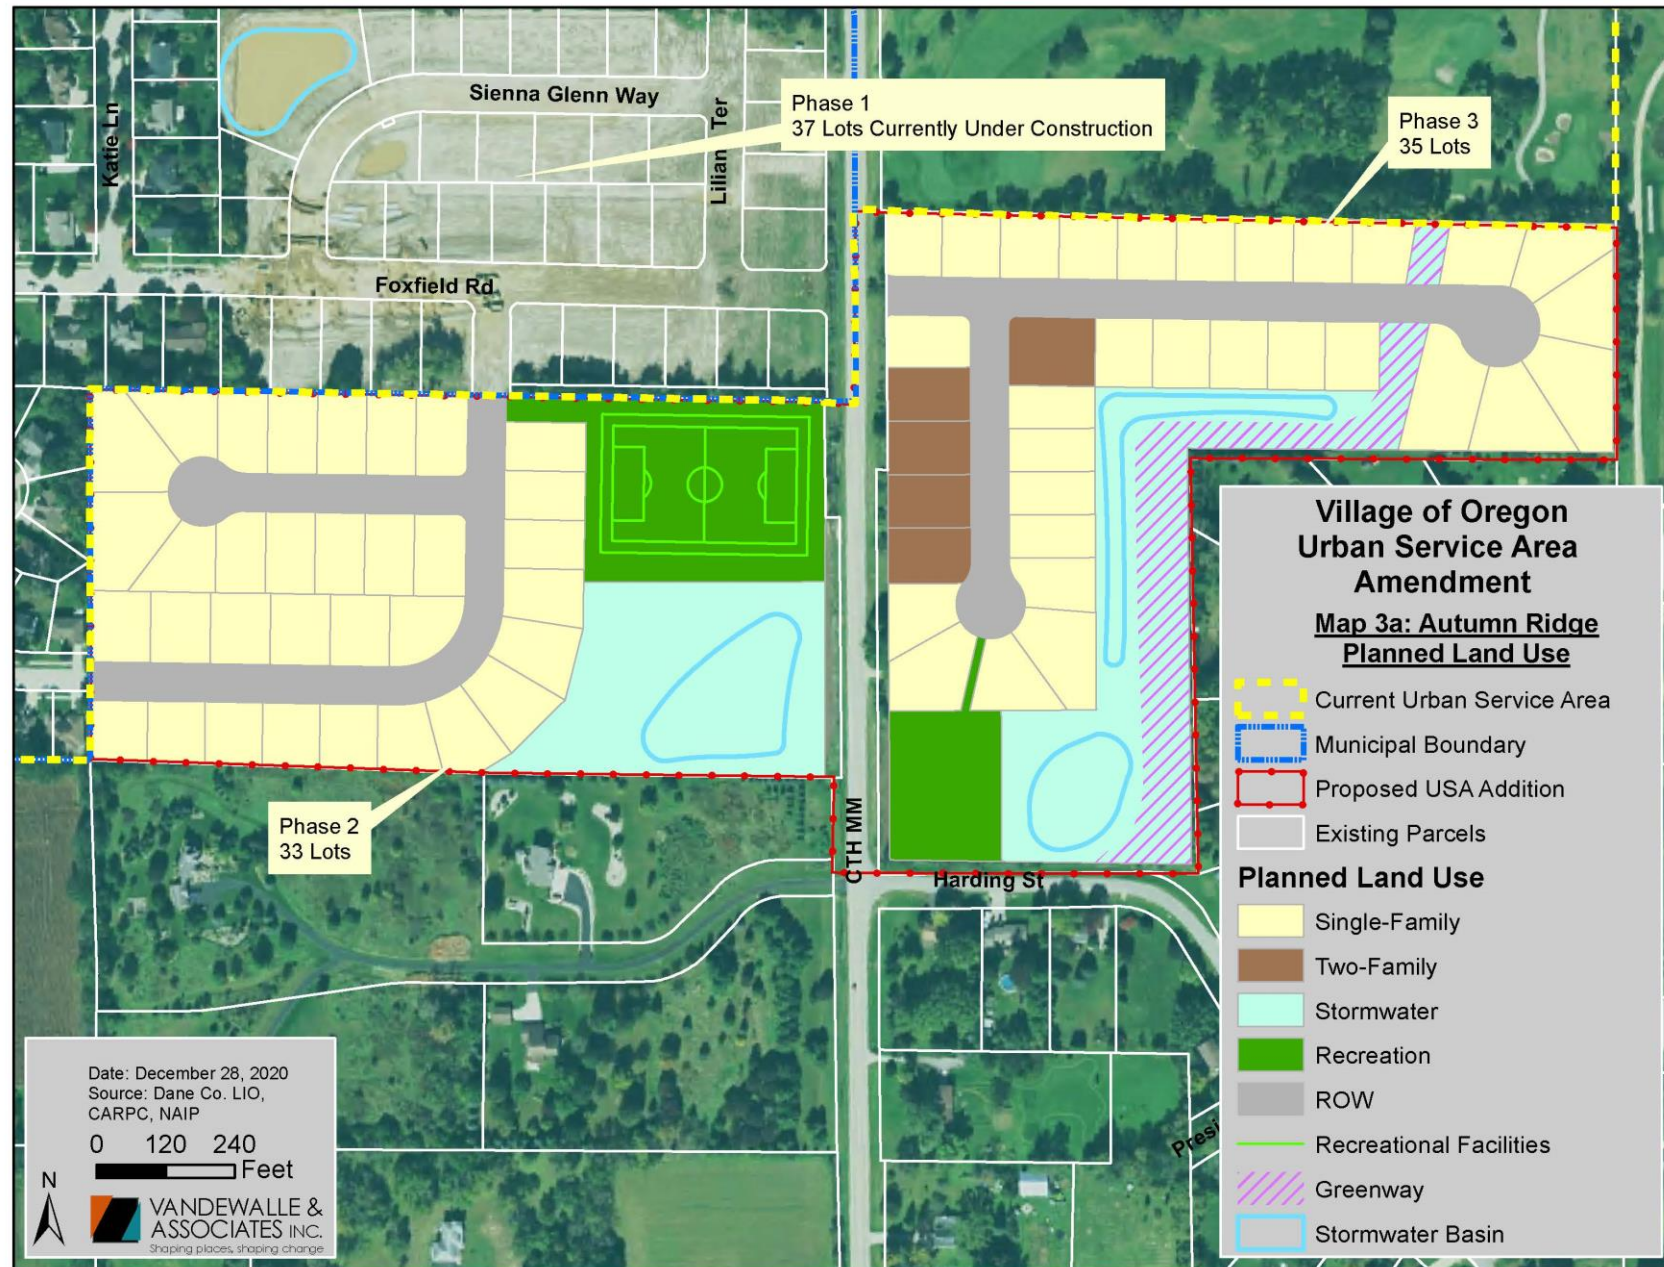 Sienna Glenn Way
Katie Ln
Lilian Ter
Phase 1
37 Lots Currently Under Construction
Phase 3
35 Lots
Foxfield Rd
Phase 2
33 Lots
CTH MM
Harding St
Village of Oregon
Urban Service Area
Amendment
Map 3a: Autumn Ridge
Planned Land Use
Current Urban Service Area
Municipal Boundary
Proposed USA Addition
Existing Parcels
Planned Land Use
Single-Family
Two-Family
Stormwater
Recreation
ROW
Recreational Facilities
Greenway
Stormwater Basin
Presi
Date: December 28, 2020
Source: Dane Co. LIO,
CARPC, NAIP
0 120 240
Feet
N
VANDEWALLE &
ASSOCIATES INC.
Shaping places, shaping change